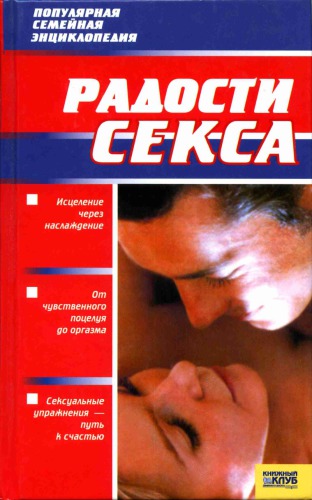 ПОПУЛЯРНАЯ
СЕМЕЙНАЯ
ЭНЦИКЛОПЕДИЯ
РАДОСТИ
СЕКСА
Исцеление
через
наслаждение
От
чувственного
поцелуя
до оргазма
Сексуальные
упражнения —
путь
к счастью
КНИЖНЫЙ
КЛУБ